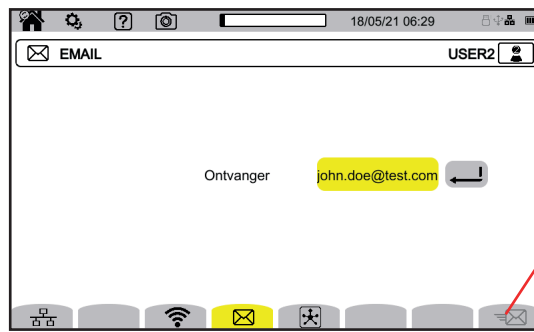 18/05/21 06:29
EMAIL
USER2
Ontvanger
john.doe@test.com